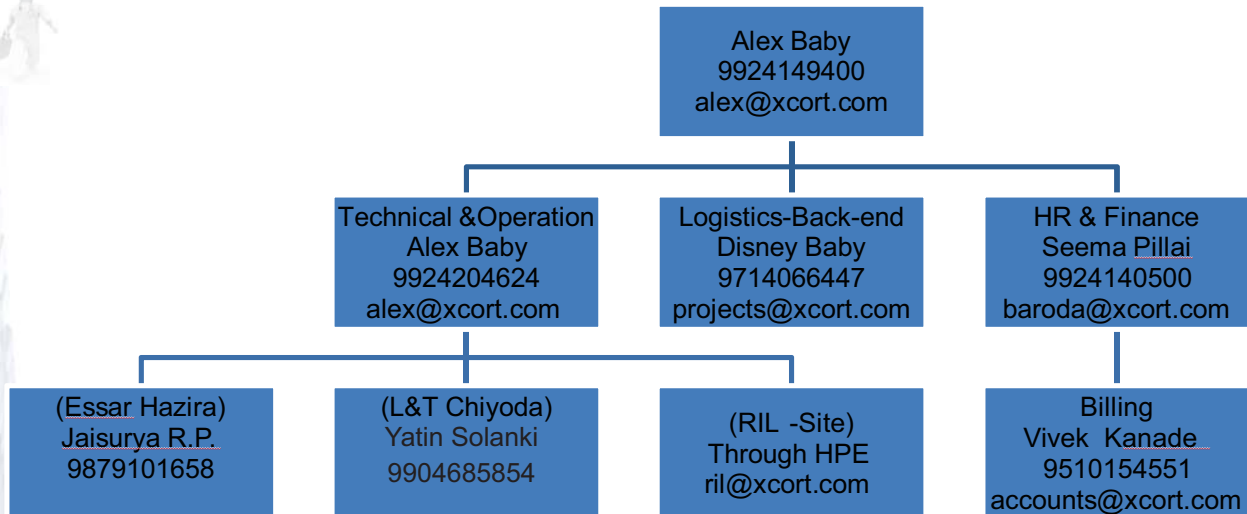 Alex Baby
9924149400
alex@xcort.com
Technical &Operation
Alex Baby
9924204624
alex@xcort.com
Logistics-Back-end
Disney Baby
9714066447
projects@xcort.com
HR & Finance
Seema Pillai
9924140500
baroda@xcort.com
(Essar Hazira)
Jaisurya R.P.
9879101658
(L&T Chiyoda)
Yatin Solanki
9904685854
(RIL -Site)
Through HPE
ril@xcort.com
Billing
Vivek Kanade
9510154551
accounts@xcort.com